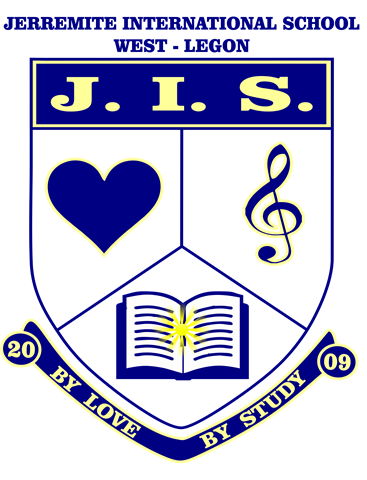 JERREMITE INTERNATIONAL SCHOOL
WEST - LEGON
J. I. S.
20 09
BY LOVE BY STUDY